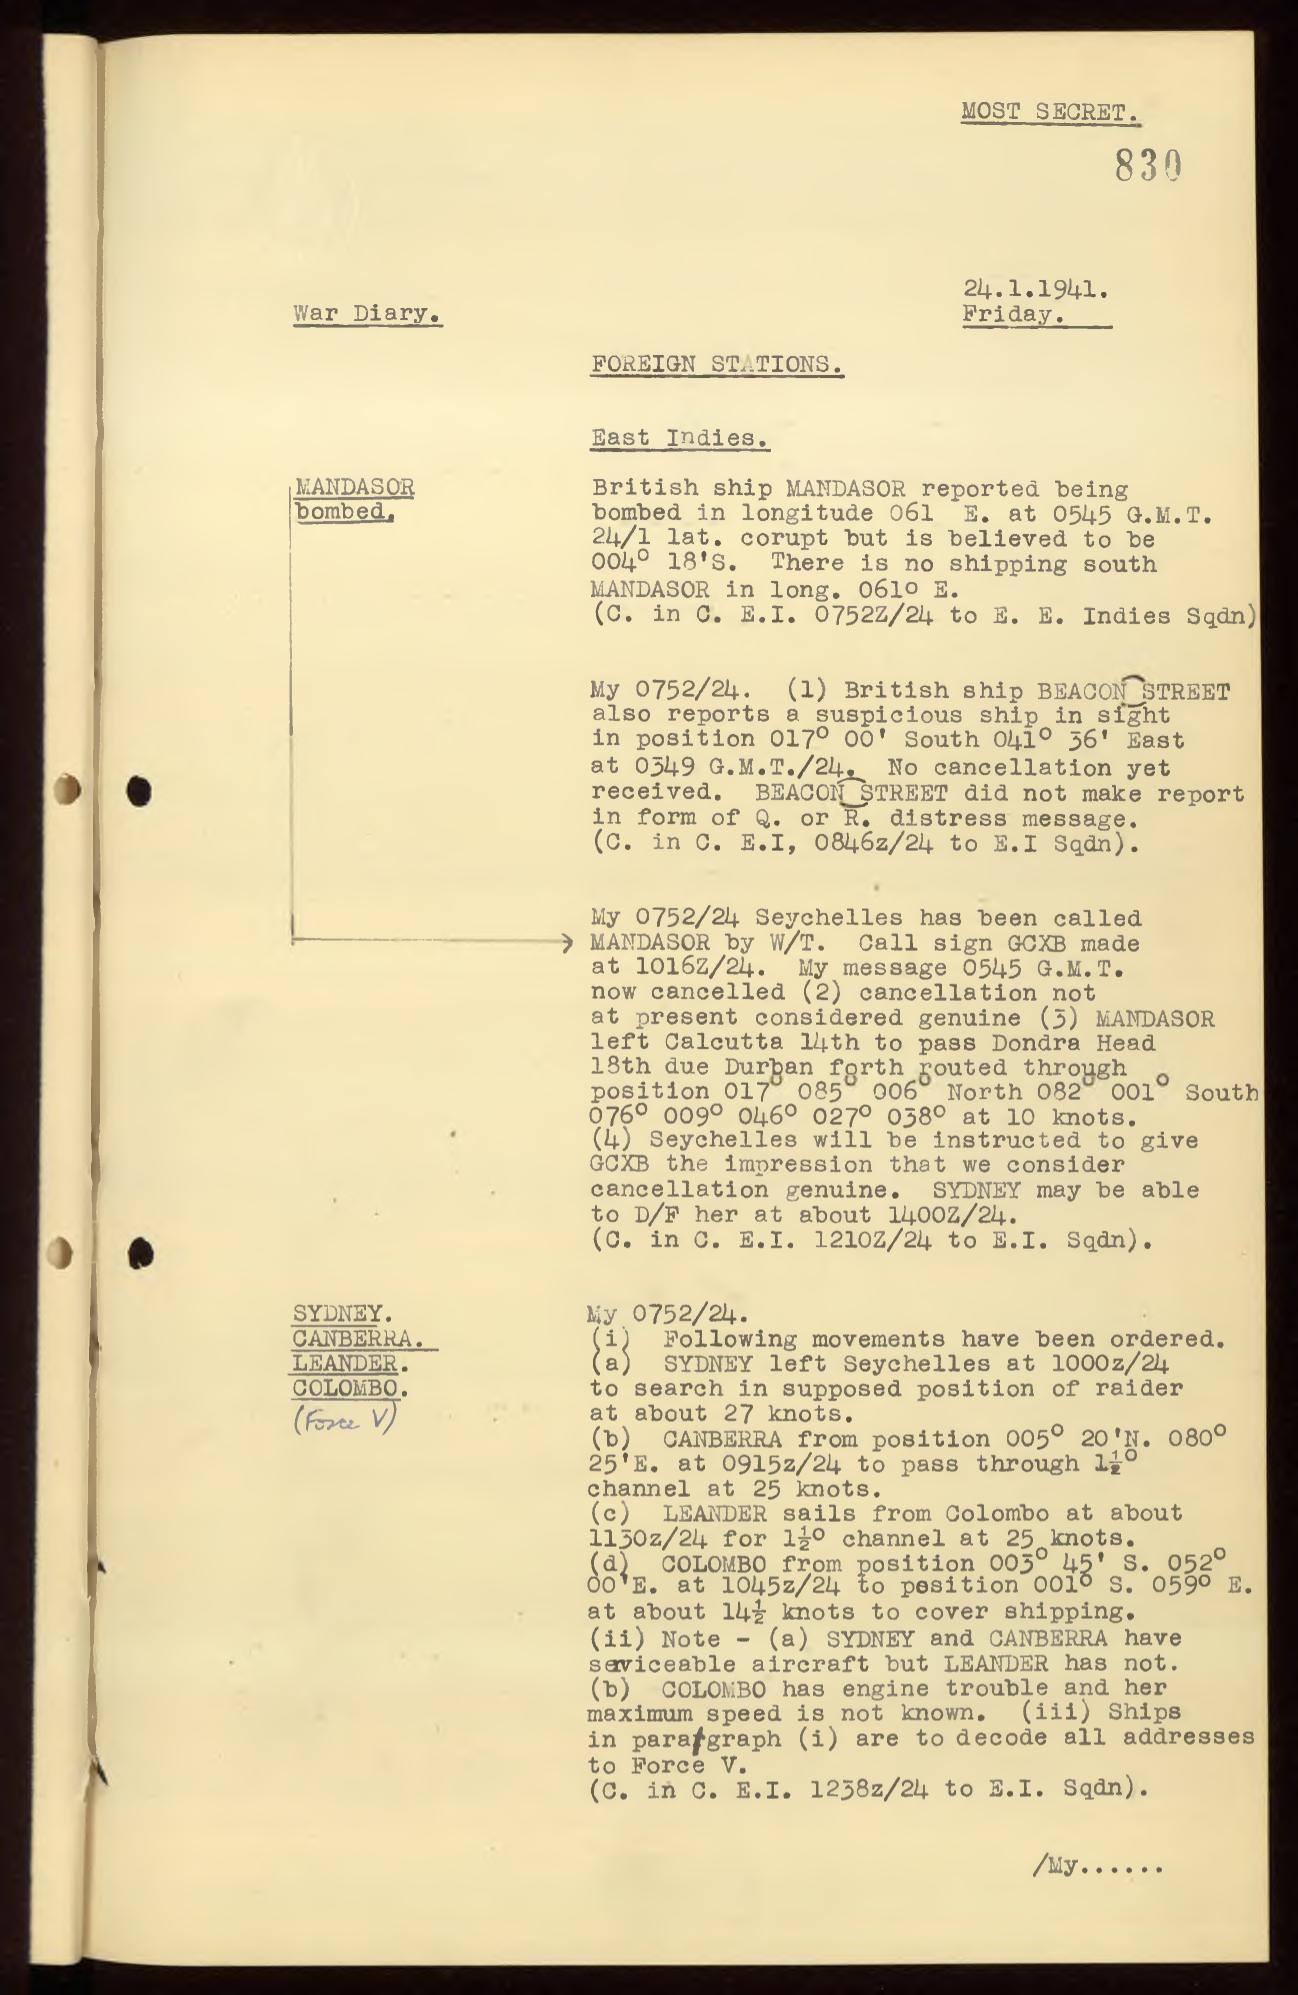 MOST SECRET.
830
24.1.1941.
War Diary.
Friday.
FOREIGN STATIONS.
East Indies.
MANDASOR
bombed.
British ship MANDASOR reported being
bombed in longitude 061 E. at 0545 G.M.T.
24/1 lat. corupt but is believed to be
004° 18'S. There is no shipping south
MANDASOR in long. 061° E.
(C. in C. E.I. 0752Z/24 to E. E. Indies Sqdn)
My 0752/24. (1) British ship BEACON STREET
also reports a suspicious ship in sight
in position 017° 00' South 041° 36' East
at 0349 G.M.T./24. No cancellation yet
received. BEACON STREET did not make report
in form of Q. or R. distress message.
(C. in C. E.I, 0846z/24 to E.I Sqdn).
My 0752/24 Seychelles has been called
MANDASOR by W/T. Call sign GCXB made
at 1016Z/24. My message 0545 G.M.T.
now cancelled (2) cancellation not
at present considered genuine (3) MANDASOR
left Calcutta 14th to pass Dondra Head
18th due Durban forth routed through
position 017° 085° 006° North 082° 001° South
076° 009° 046° 027° 038° at 10 knots.
(4) Seychelles will be instructed to give
GCXB the impression that we consider
cancellation genuine. SYDNEY may be able
to D/F her at about 1400Z/24.
(C. in C. E.I. 1210Z/24 to E.I. Sqdn).
SYDNEY.
CANBERRA.
LEANDER.
COLOMBO.
(Force V)
My 0752/24.
(i) Following movements have been ordered.
(a) SYDNEY left Seychelles at 1000z/24
to search in supposed position of raider
at about 27 knots.
(b) CANBERRA from position 005° 20'N. 080°
25'E. at 0915z/24 to pass through 1½°
channel at 25 knots.
(c) LEANDER sails from Colombo at about
1130z/24 for 1½° channel at 25 knots.
(d) COLOMBO from position 003° 45' S. 052°
00'E. at 1045z/24 to position 001° S. 059° E.
at about 14½ knots to cover shipping.
(ii) Note - (a) SYDNEY and CANBERRA have
serviceable aircraft but LEANDER has not.
(b) COLOMBO has engine trouble and her
maximum speed is not known. (iii) Ships
in paragraph (i) are to decode all addresses
to Force V.
(C. in C. E.I. 1238z/24 to E.I. Sqdn).
/My......